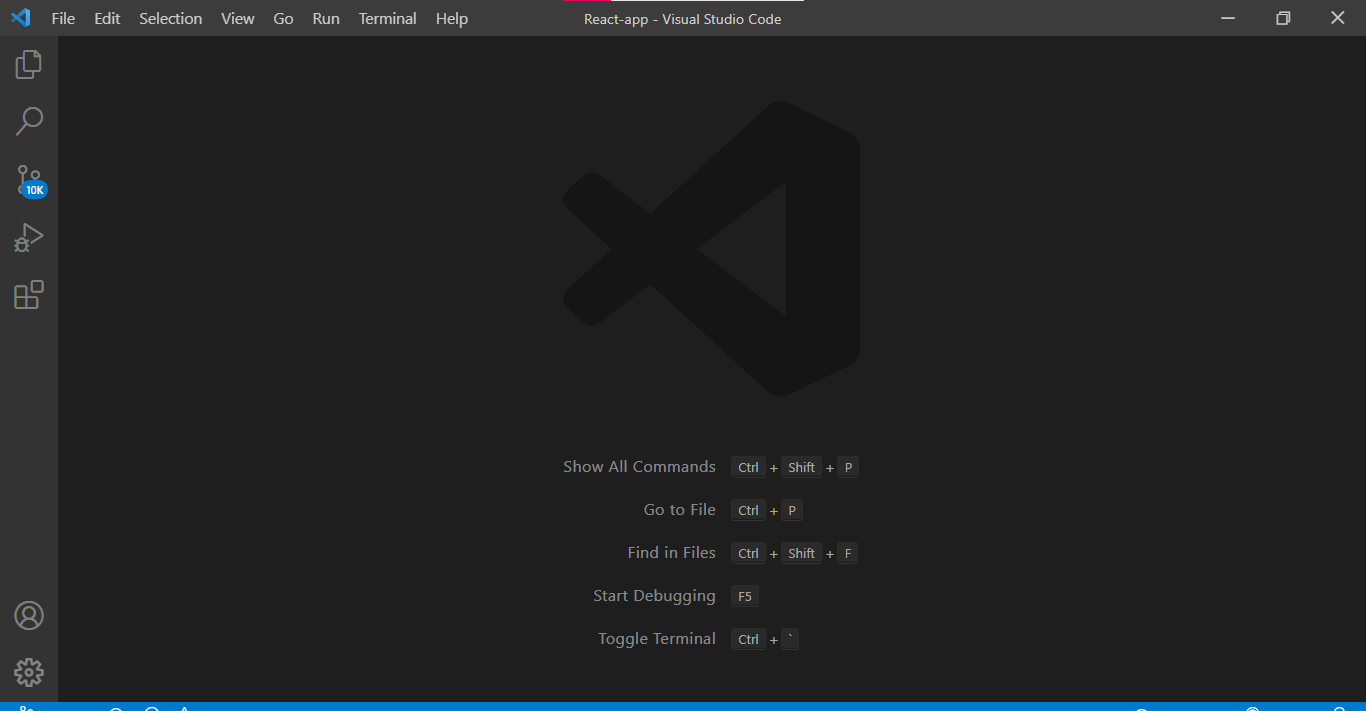 File Edit Selection View Go Run Terminal Help React-app - Visual Studio Code
10K
Show All Commands Ctrl + Shift + P
Go to File Ctrl + P
Find in Files Ctrl + Shift + F
Start Debugging F5
Toggle Terminal Ctrl + `